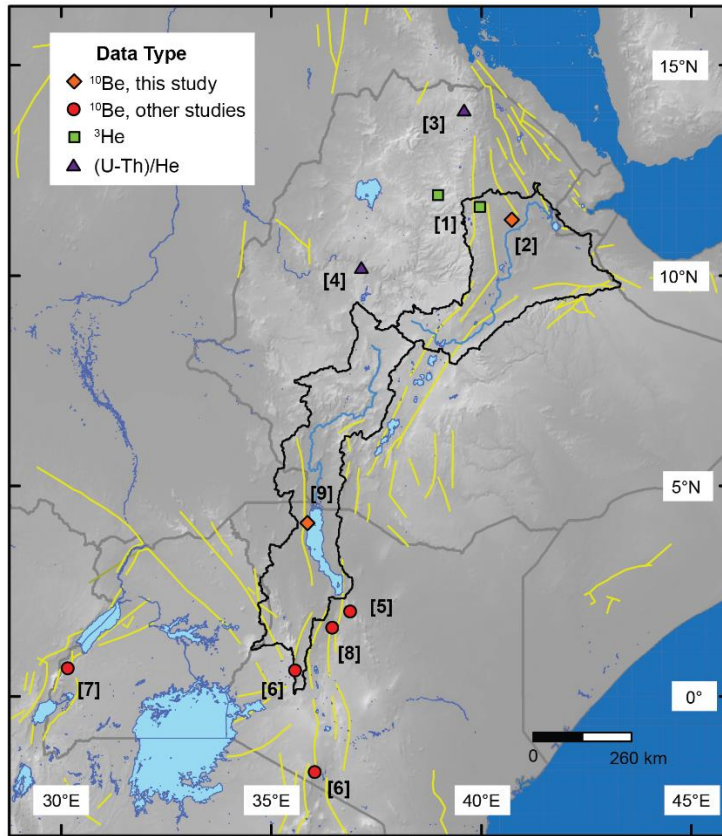 Data Type
¹⁰Be, this study
¹⁰Be, other studies
³He
(U-Th)/He
15°N
[3]
[1]
[2]
10°N
[4]
5°N
[9]
[5]
[8]
[7]
[6]
0°
0
260 km
[6]
30°E
35°E
40°E
45°E